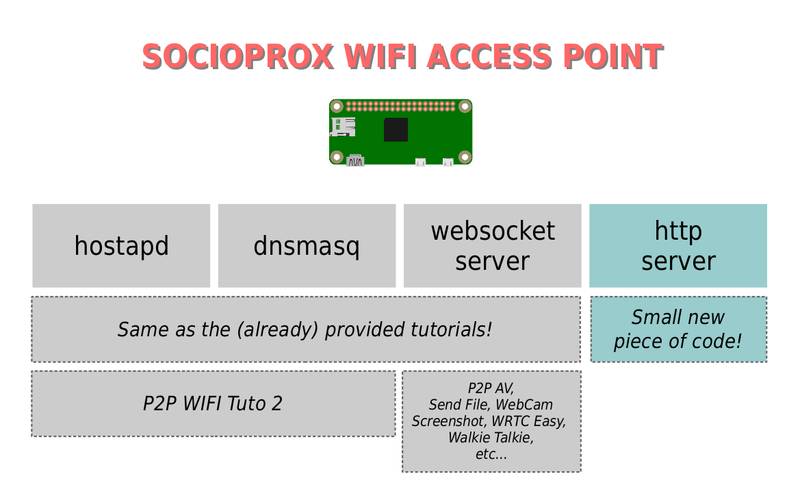 SOCIOPROX WIFI ACCESS POINT
hostapd
dnsmasq
websocket
server
http
server
Same as the (already) provided tutorials!
Small new
piece of code!
P2P WIFI Tuto 2
P2P AV,
Send File, WebCam
Screenshot, WRTC Easy,
Walkie Talkie,
etc...